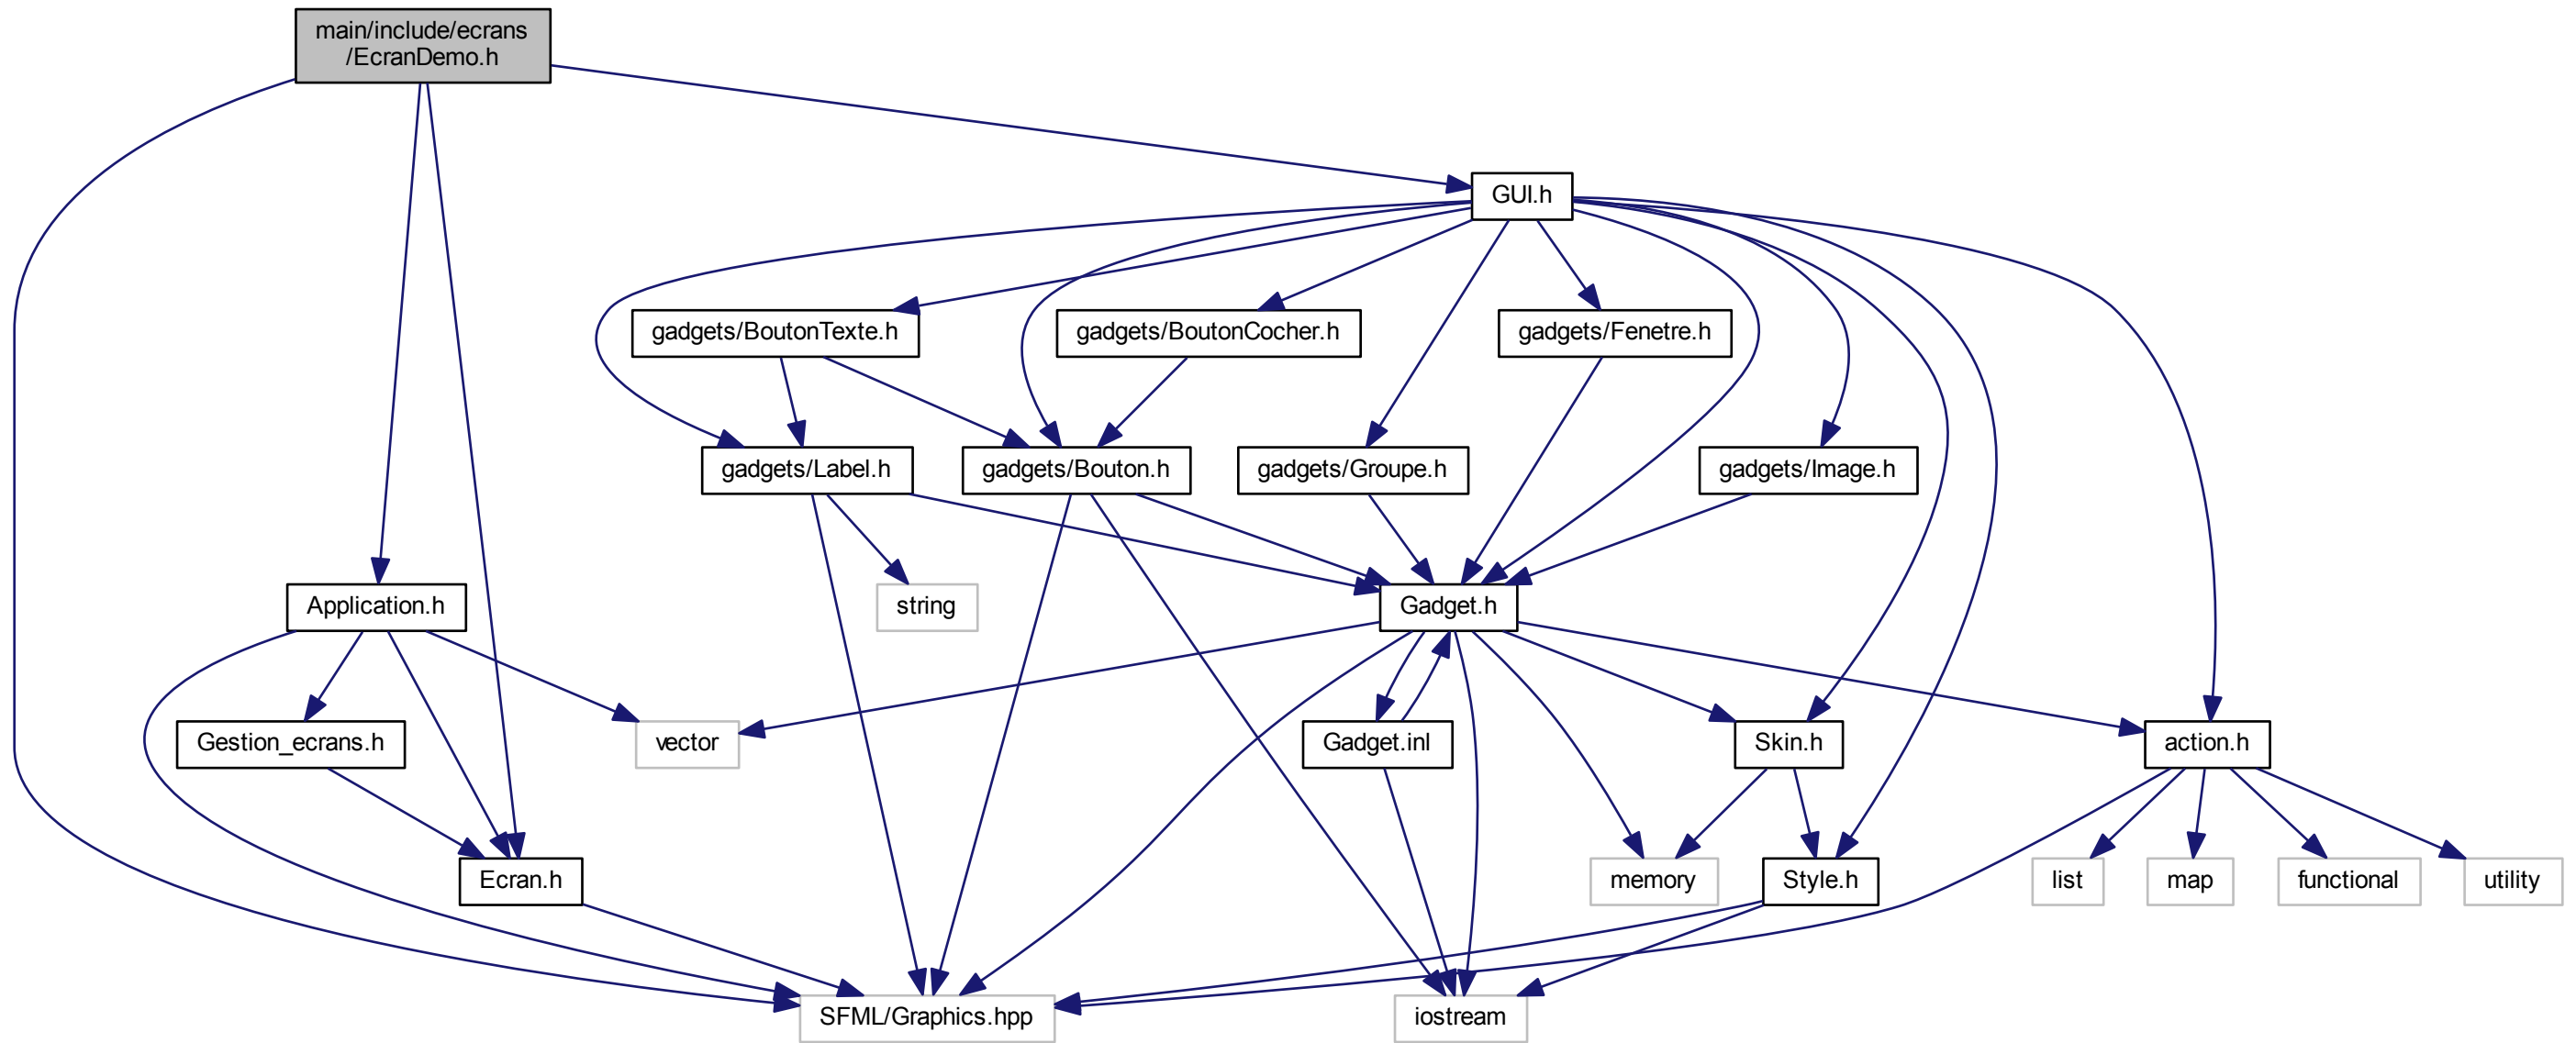 main/include/ecrans
/EcranDemo.h
GUI.h
gadgets/BoutonTexte.h
gadgets/BoutonCocher.h
gadgets/Fenetre.h
gadgets/Label.h
gadgets/Bouton.h
gadgets/Groupe.h
gadgets/Image.h
Application.h
string
Gadget.h
Gestion_ecrans.h
vector
Gadget.inl
Skin.h
action.h
Ecran.h
memory
Style.h
list
map
functional
utility
SFML/Graphics.hpp
iostream